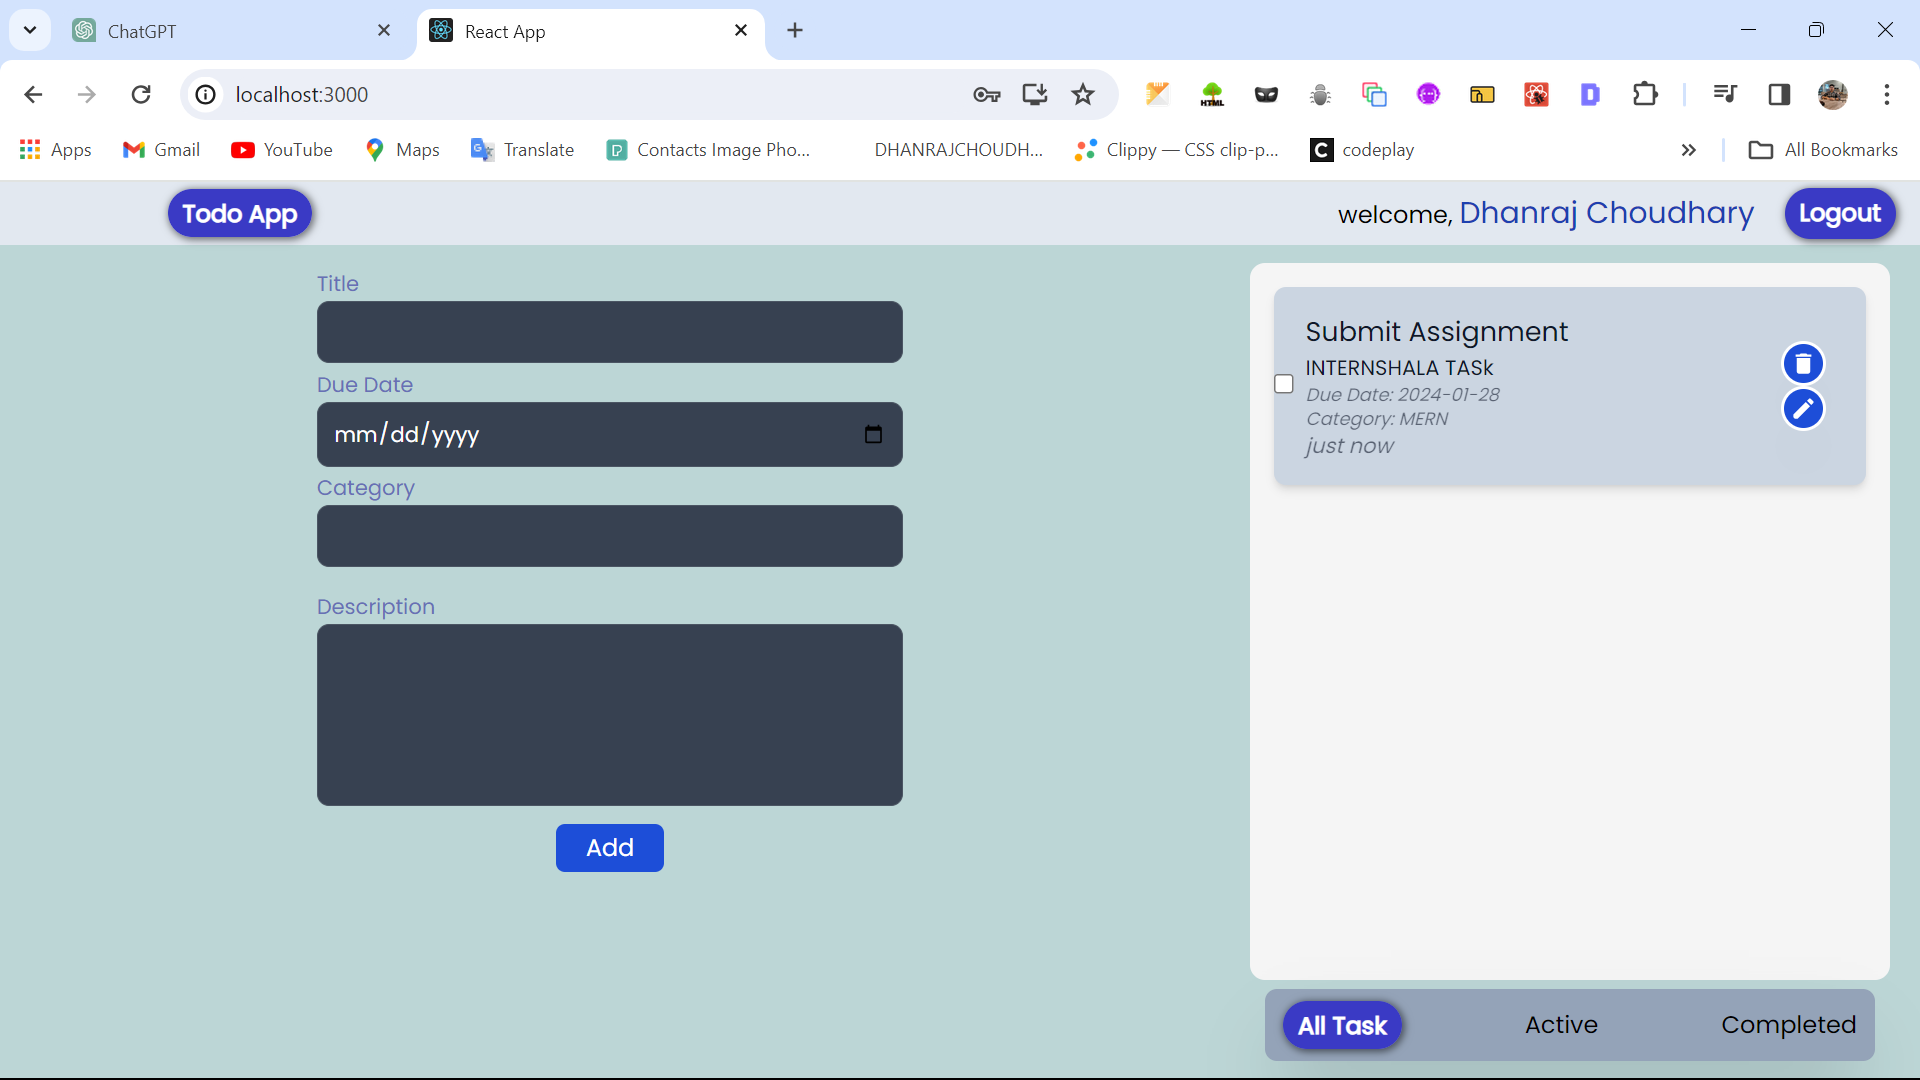 ChatGPT
React App
localhost:3000
HTML
Apps
Gmail
YouTube
Maps
Translate
Contacts Image Pho...
DHANRAJCHOUDH...
Clippy — CSS clip-p...
codeplay
All Bookmarks
Todo App
welcome, Dhanraj Choudhary
Logout
Title
Due Date
mm/dd/yyyy
Category
Description
Add
Submit Assignment
INTERNSHALA TASk
Due Date: 2024-01-28
Category: MERN
just now
All Task
Active
Completed